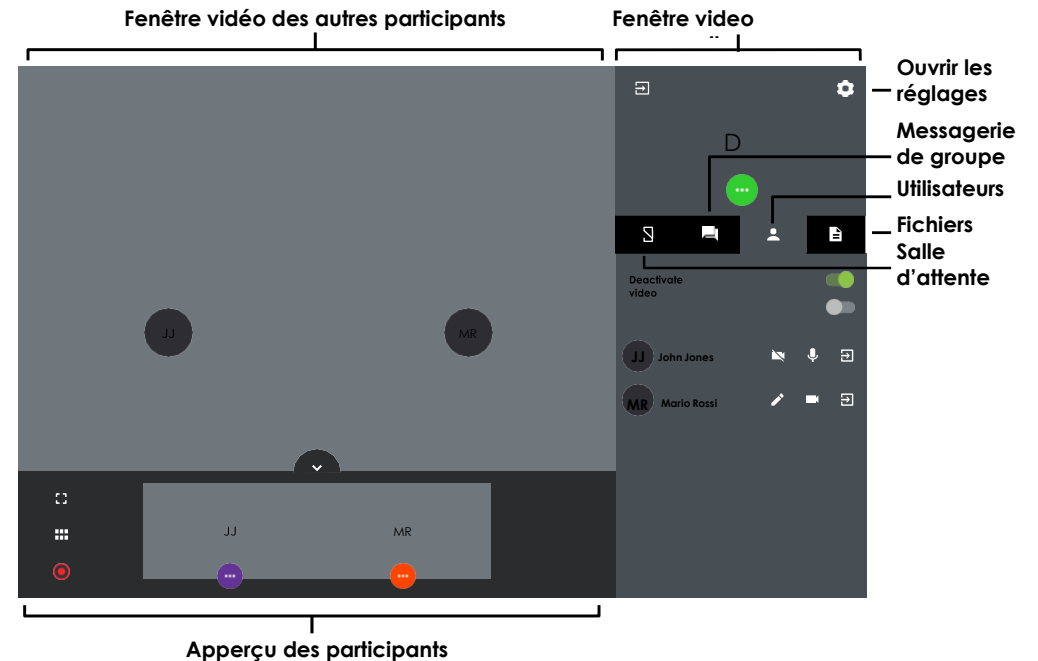 Fenêtre vidéo des autres participants
Fenêtre video
Ouvrir les
réglages
Messagerie
de groupe
Utilisateurs
Fichiers
Salle
d’attente
D
Deactivate
video
JJ
MR
JJ John Jones
MR Mario Rossi
JJ
MR
Apperçu des participants